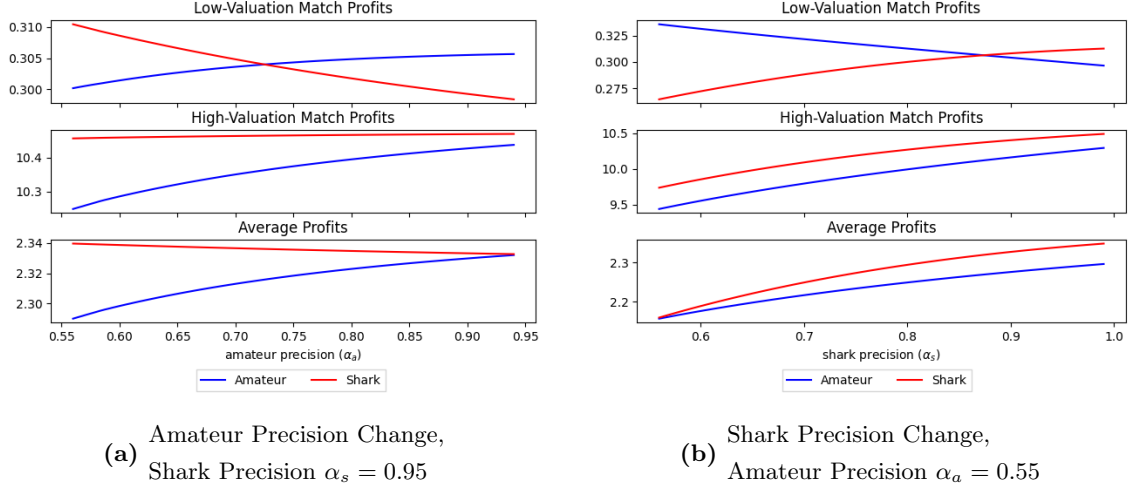 Low-Valuation Match Profits
0.310
0.305
0.300
High-Valuation Match Profits
10.4
10.3
Average Profits
2.34
2.32
2.30
0.55 0.60 0.65 0.70 0.75 0.80 0.85 0.90 0.95
amateur precision (αₐ)
Amateur Shark
(a) Amateur Precision Change,
Shark Precision αₛ = 0.95
Low-Valuation Match Profits
0.325
0.300
0.275
High-Valuation Match Profits
10.5
10.0
9.5
Average Profits
2.3
2.2
0.6 0.7 0.8 0.9 1.0
shark precision (αₛ)
Amateur Shark
(b) Shark Precision Change,
Amateur Precision αₐ = 0.55